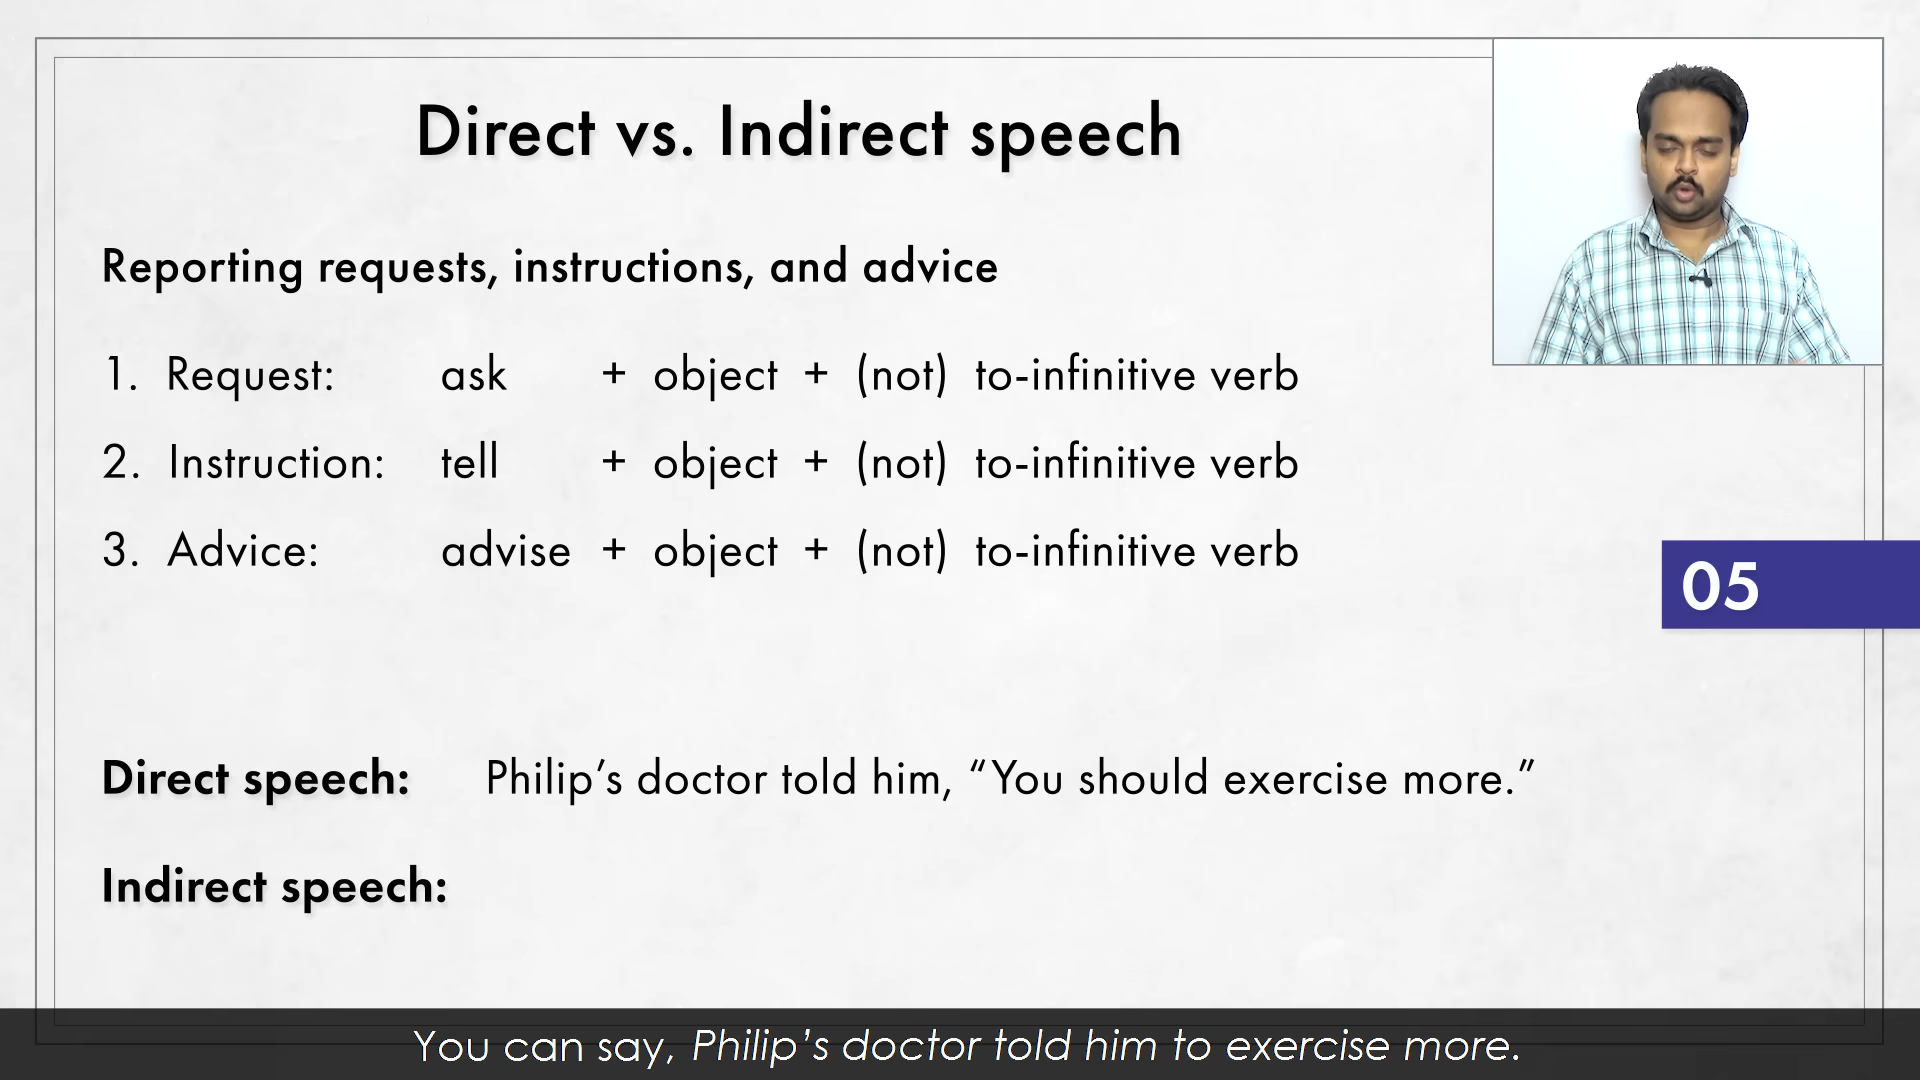 Direct vs. Indirect speech
Reporting requests, instructions, and advice
1. Request: ask + object + (not) to-infinitive verb
2. Instruction: tell + object + (not) to-infinitive verb
3. Advice: advise + object + (not) to-infinitive verb
05
Direct speech: Philip’s doctor told him, “You should exercise more.”
Indirect speech:
You can say, Philip’s doctor told him to exercise more.